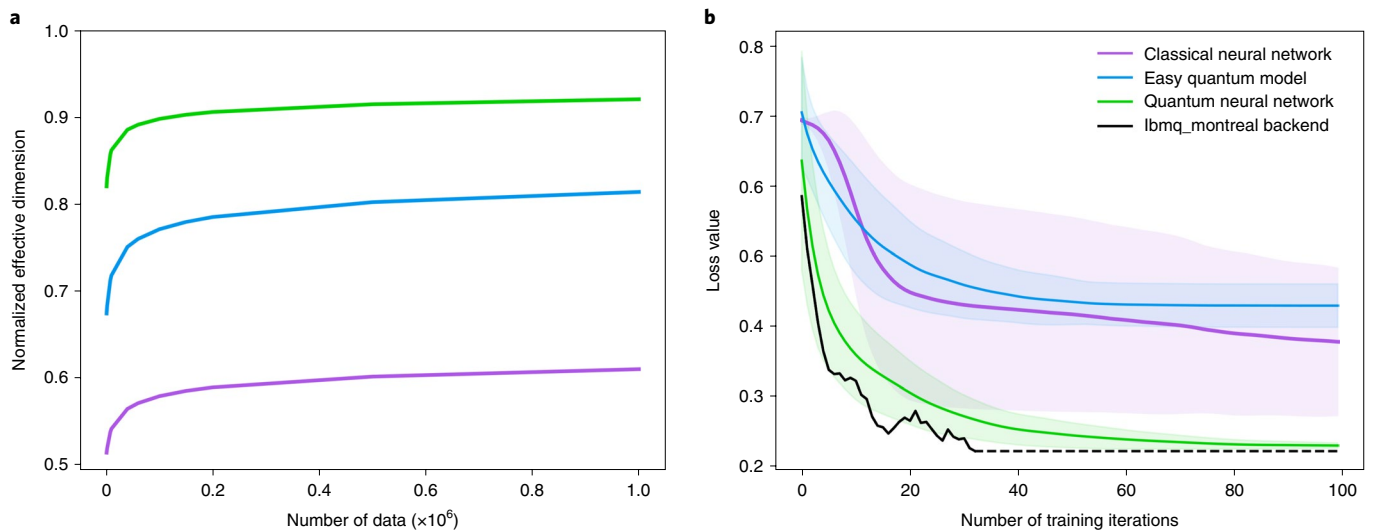 a
1.0
0.9
0.8
0.7
0.6
0.5
0
0.2
0.4
0.6
0.8
1.0
Normalized effective dimension
Number of data (×10⁶)
b
0.8
0.7
0.6
0.6
0.4
0.3
0.2
0
20
40
60
80
100
Loss value
Number of training iterations
Classical neural network
Easy quantum model
Quantum neural network
Ibmq_montreal backend